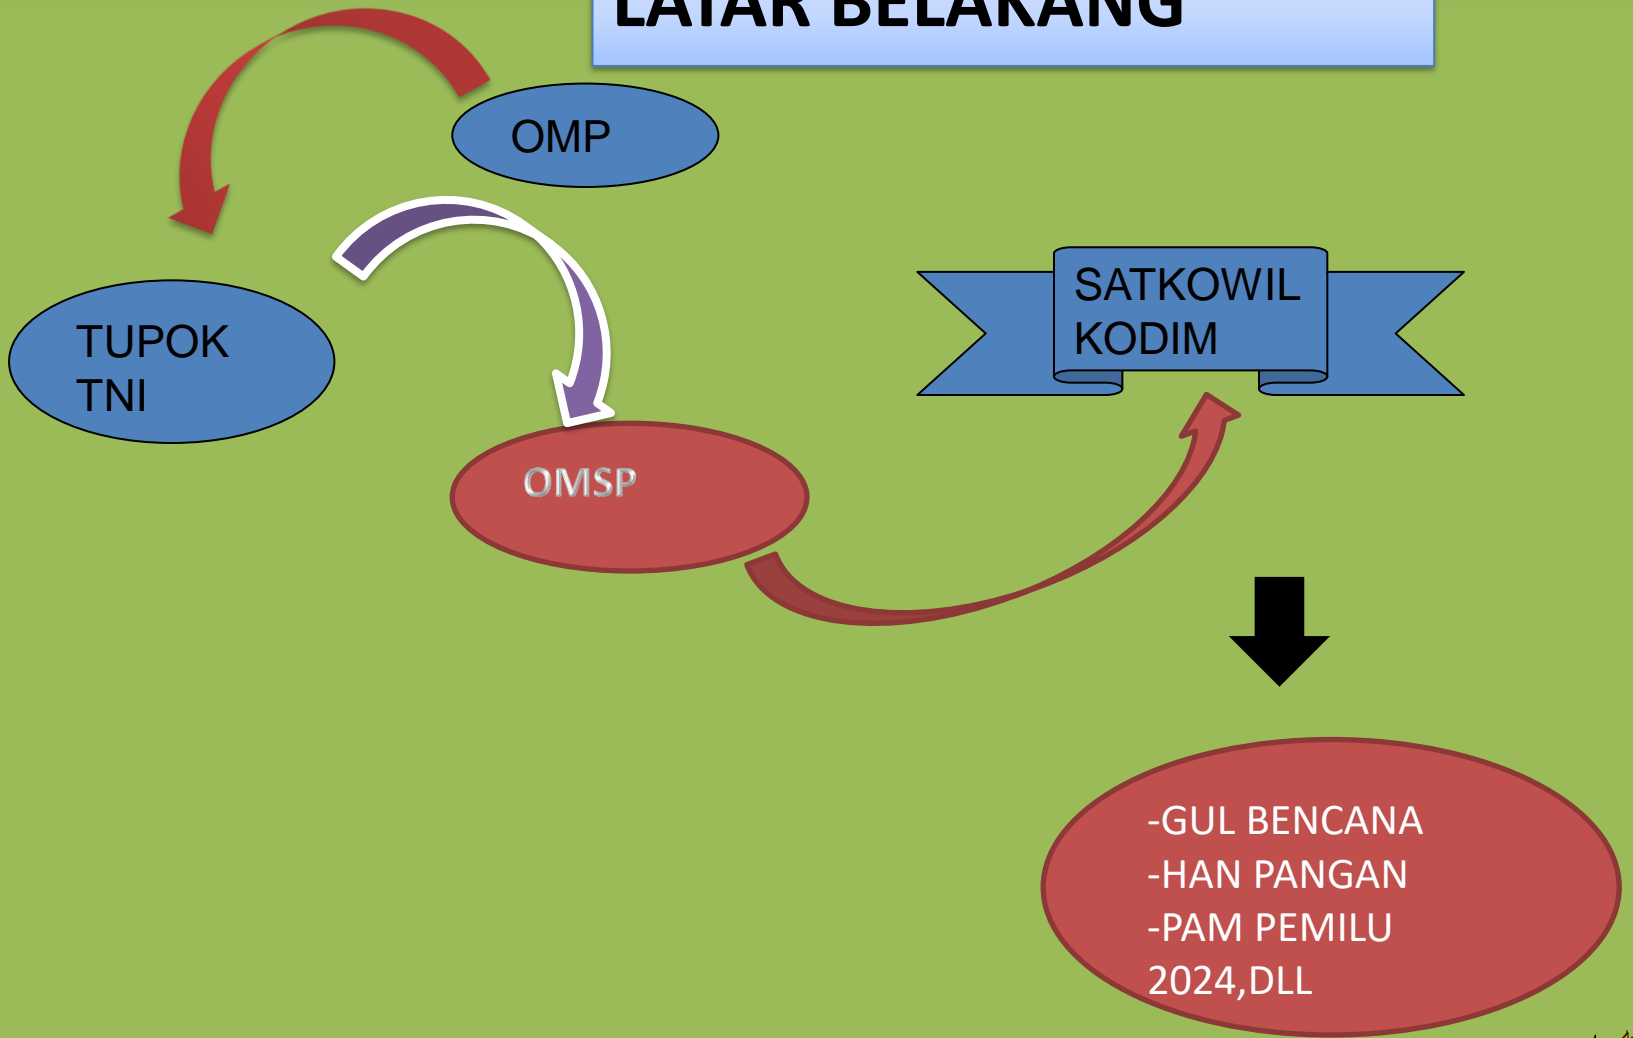 LATAR BELAKANG
OMP
TUPOK
TNI
SATKOWIL
KODIM
OMSP
-GUL BENCANA
-HAN PANGAN
-PAM PEMILU
2024,DLL